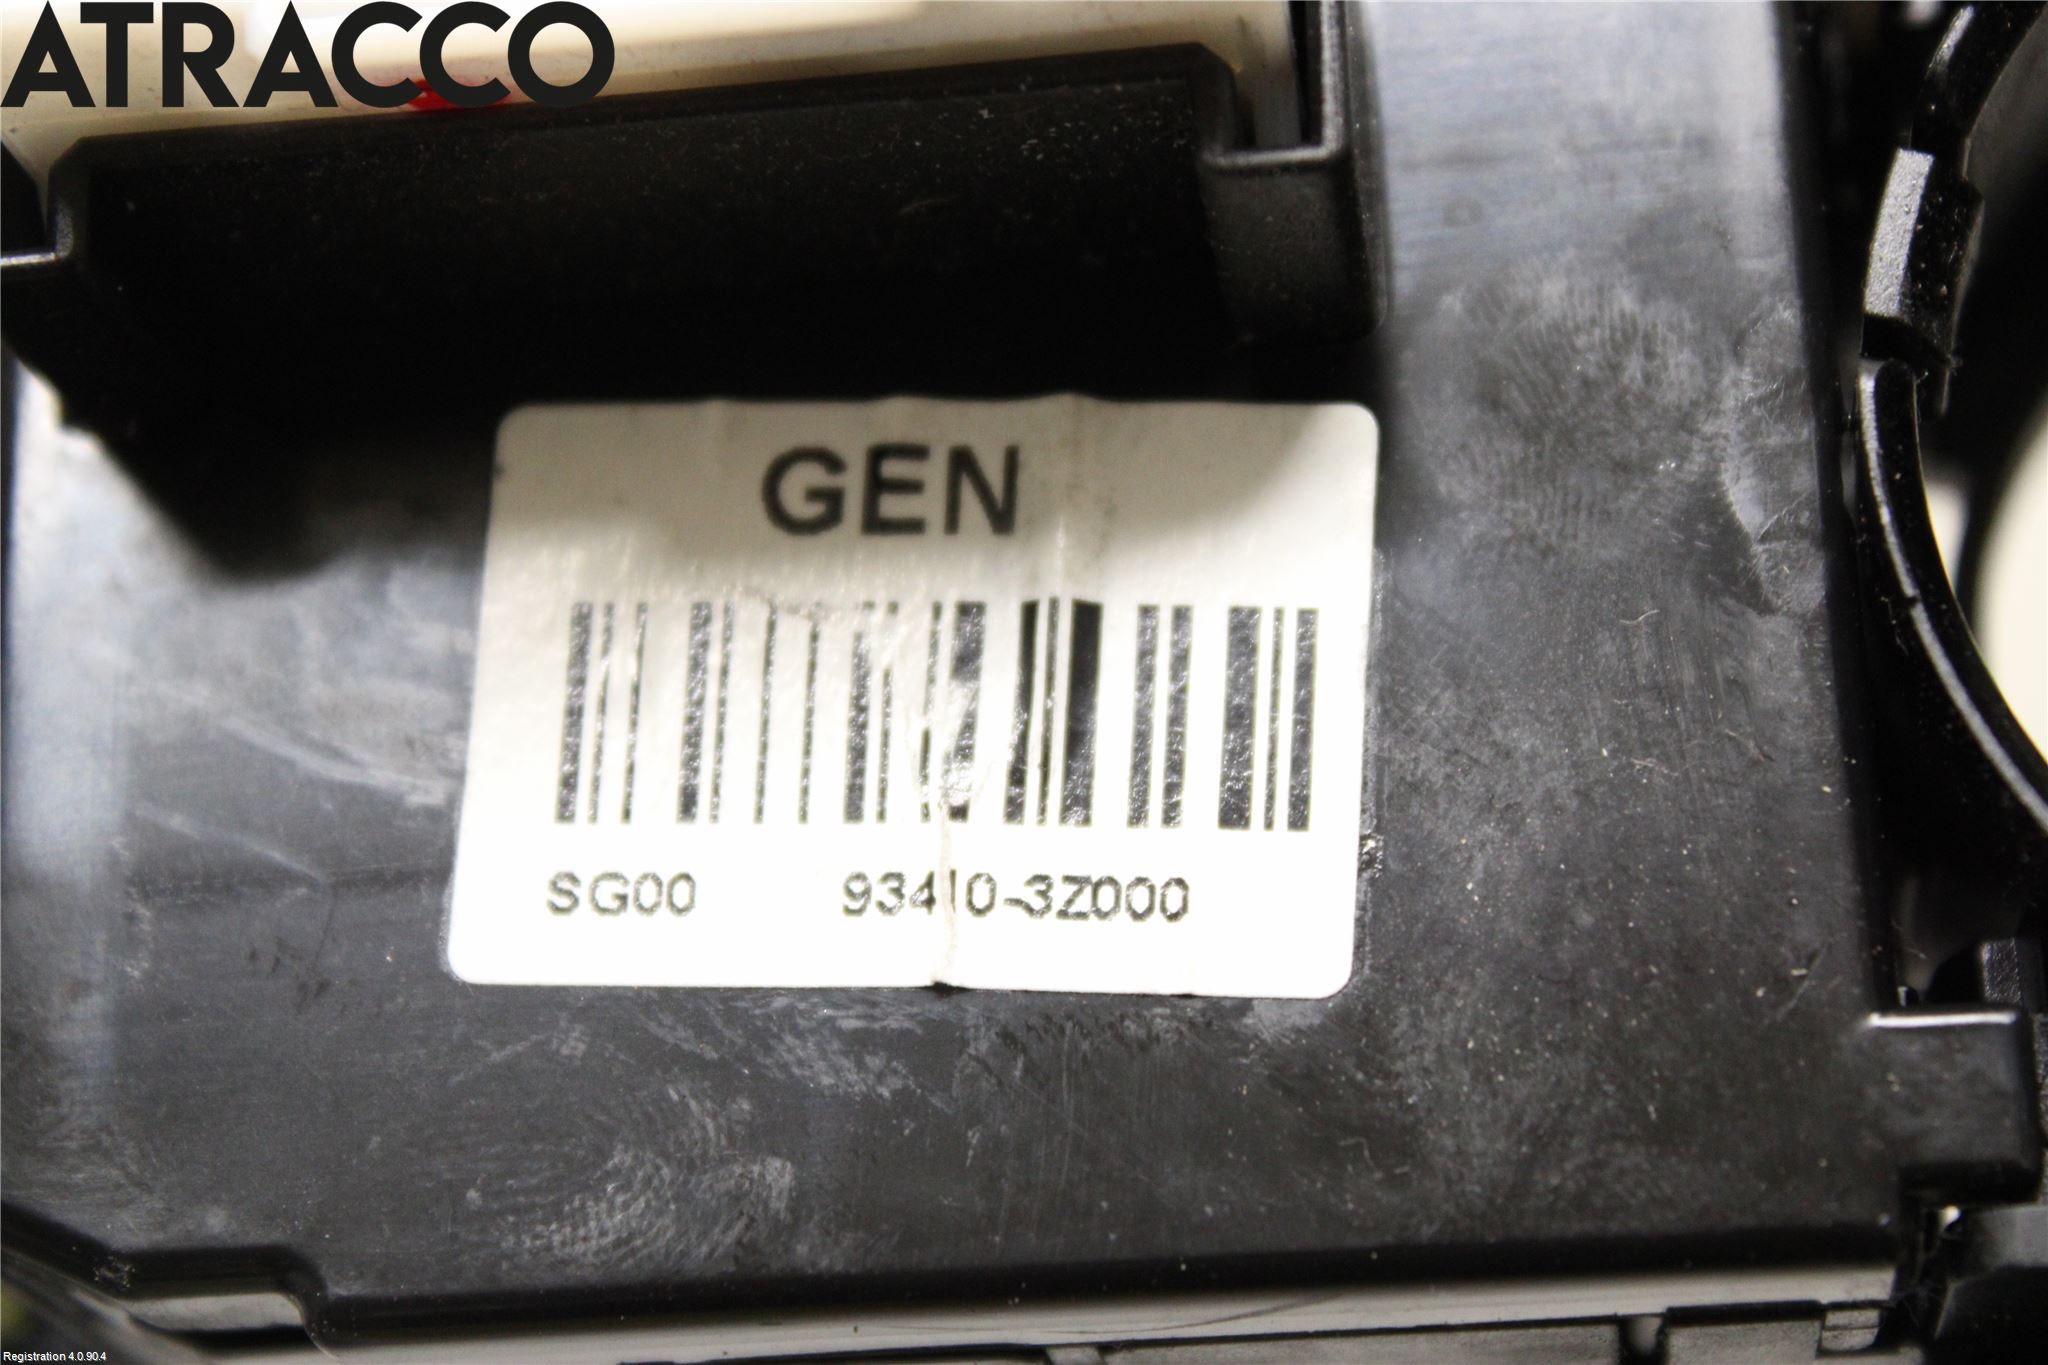 ATRACCO
GEN
SG00 93410-3Z000
Registration 4.0.90.4